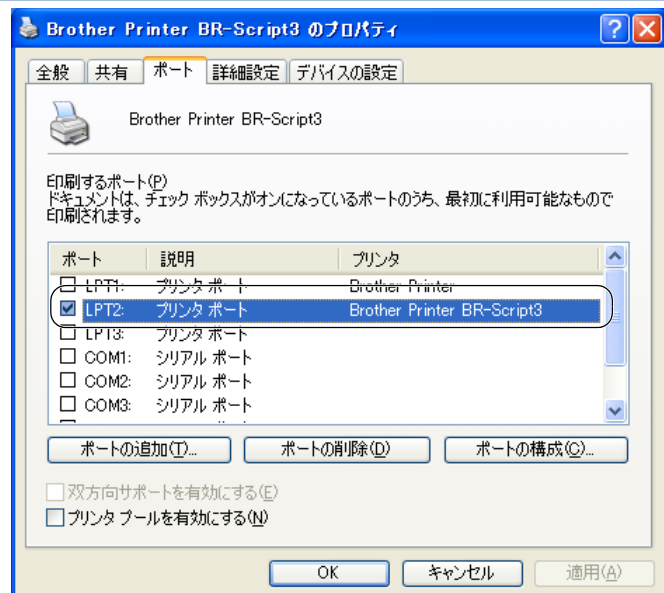 Brother Printer BR-Script3 のプロパティ
全般 共有 ポート 詳細設定 デバイスの設定
Brother Printer BR-Script3
印刷するポート(P)
ドキュメントは、チェック ボックスがオンになっているポートのうち、最初に利用可能なもので
印刷されます。
ポート 説明 プリンタ
LPT1: プリンタ ポート Brother Printer
LPT2: プリンタ ポート Brother Printer BR-Script3
LPT3: プリンタ ポート
COM1: シリアル ポート
COM2: シリアル ポート
COM3: シリアル ポート
ポートの追加(T)... ポートの削除(D) ポートの構成(C)...
双方向サポートを有効にする(E)
プリンタ プールを有効にする(N)
OK キャンセル 適用(A)